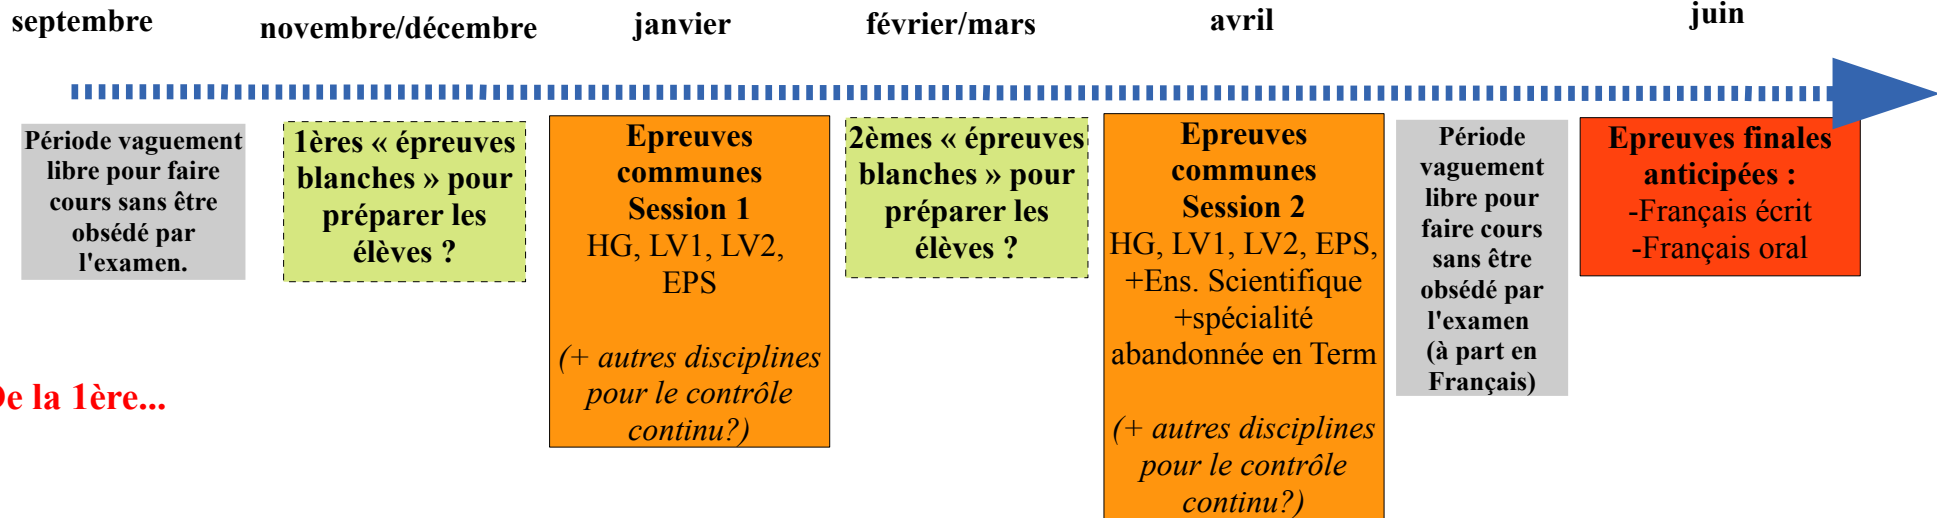 septembre
novembre/décembre
janvier
février/mars
avril
juin
Période vaguement
libre pour faire
cours sans être
obsédé par
l'examen.
1ères « épreuves
blanches » pour
préparer les
élèves ?
Epreuves
communes
Session 1
HG, LV1, LV2,
EPS
(+ autres disciplines
pour le contrôle
continu?)
2èmes « épreuves
blanches » pour
préparer les
élèves ?
Epreuves
communes
Session 2
HG, LV1, LV2, EPS,
+Ens. Scientifique
+spécialité
abandonnée en Term
(+ autres disciplines
pour le contrôle
continu?)
Période
vaguement
libre pour
faire cours
sans être
obsédé par
l'examen
(à part en
Français)
Epreuves finales
anticipées :
-Français écrit
-Français oral
De la 1ère...